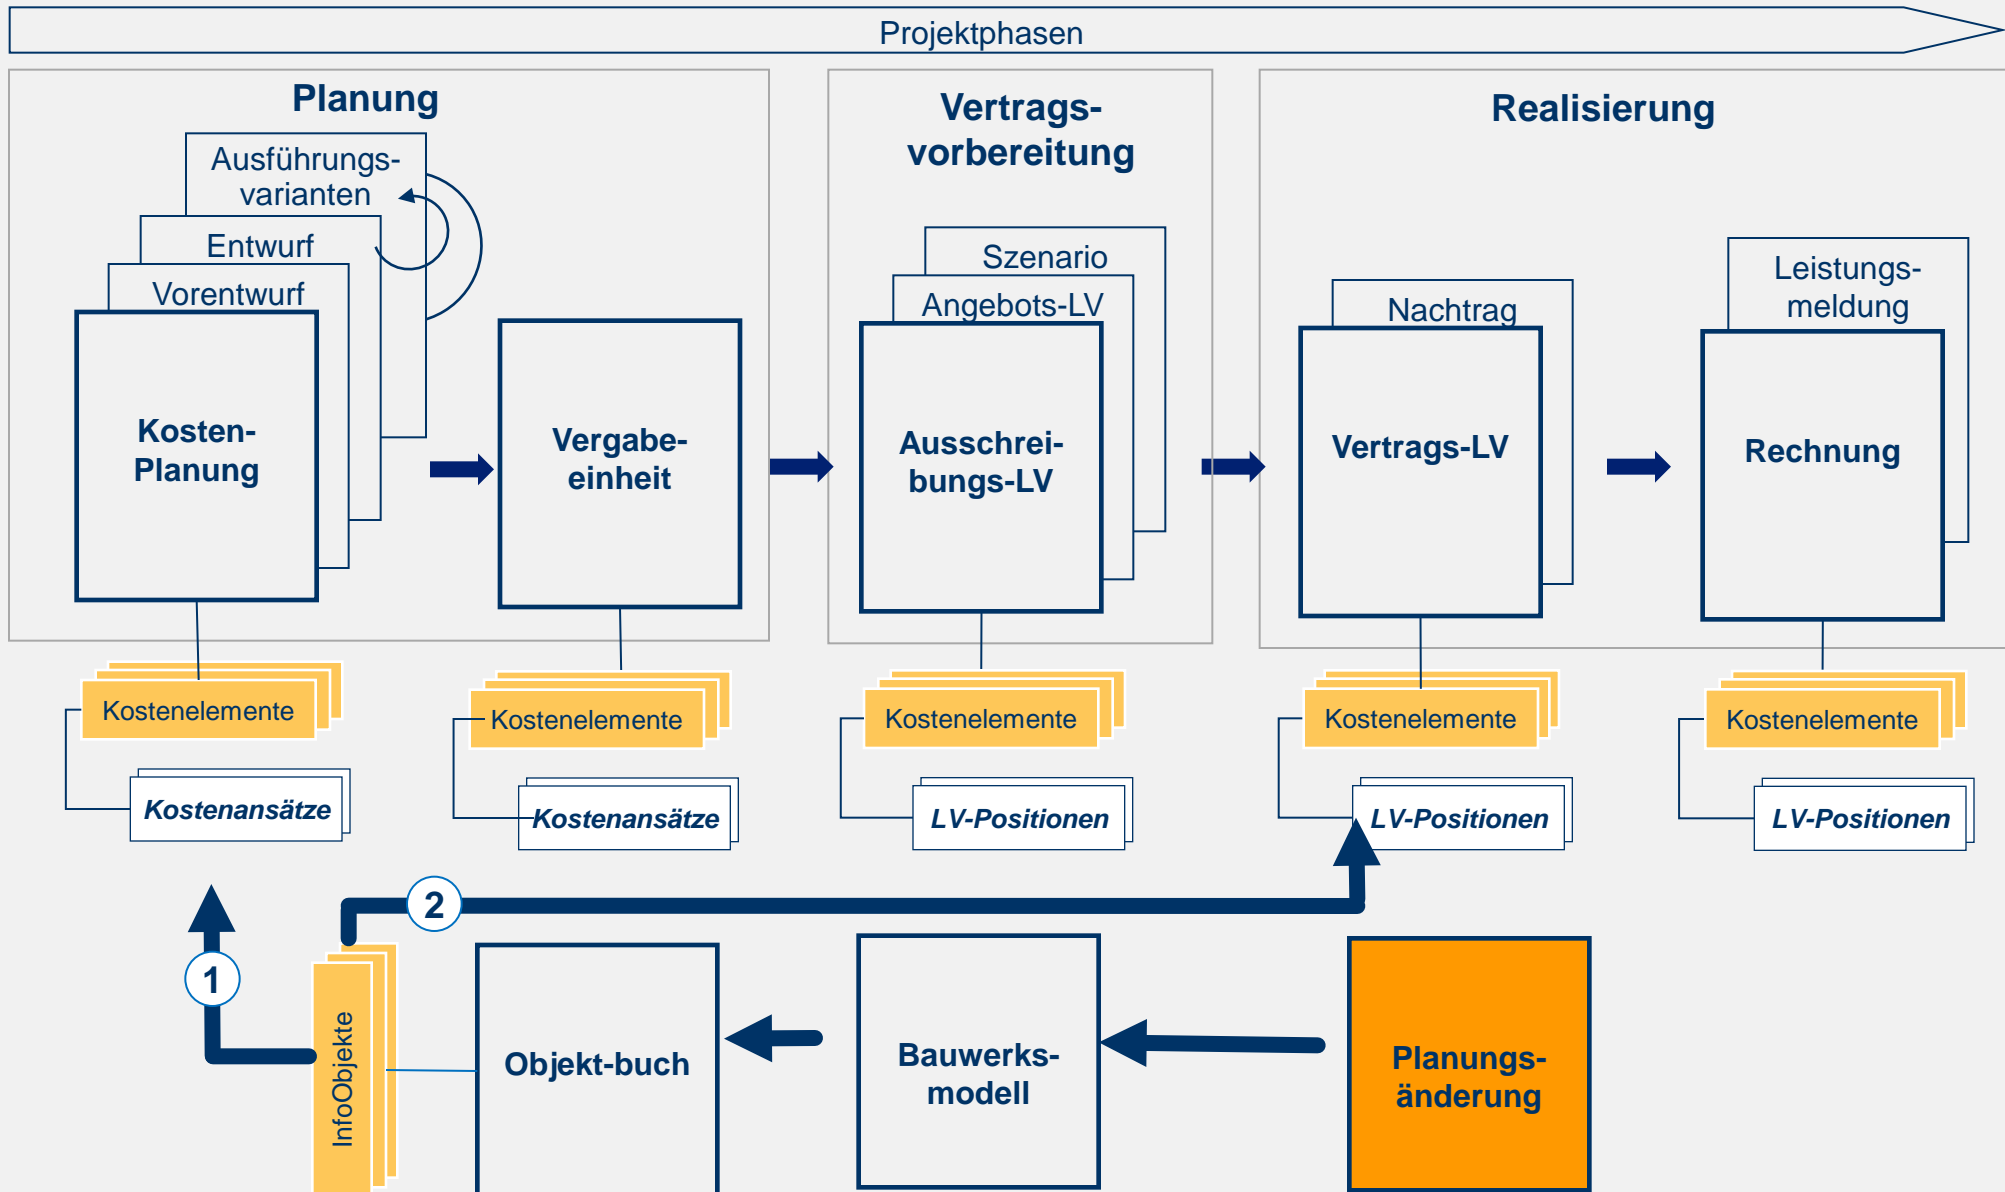 Projektphasen
Planung
Ausführungs-
varianten
Entwurf
Vorentwurf
Kosten-
Planung
Vergabe-
einheit
Vertrags-
vorbereitung
Szenario
Angebots-LV
Ausschrei-
bungs-LV
Realisierung
Nachtrag
Vertrags-LV
Leistungs-
meldung
Rechnung
Kostenelemente
Kostenelemente
Kostenelemente
Kostenelemente
Kostenelemente
Kostenansätze
Kostenansätze
LV-Positionen
LV-Positionen
LV-Positionen
2
1
InfoObjekte
Objekt-buch
Bauwerks-
modell
Planungs-
änderung